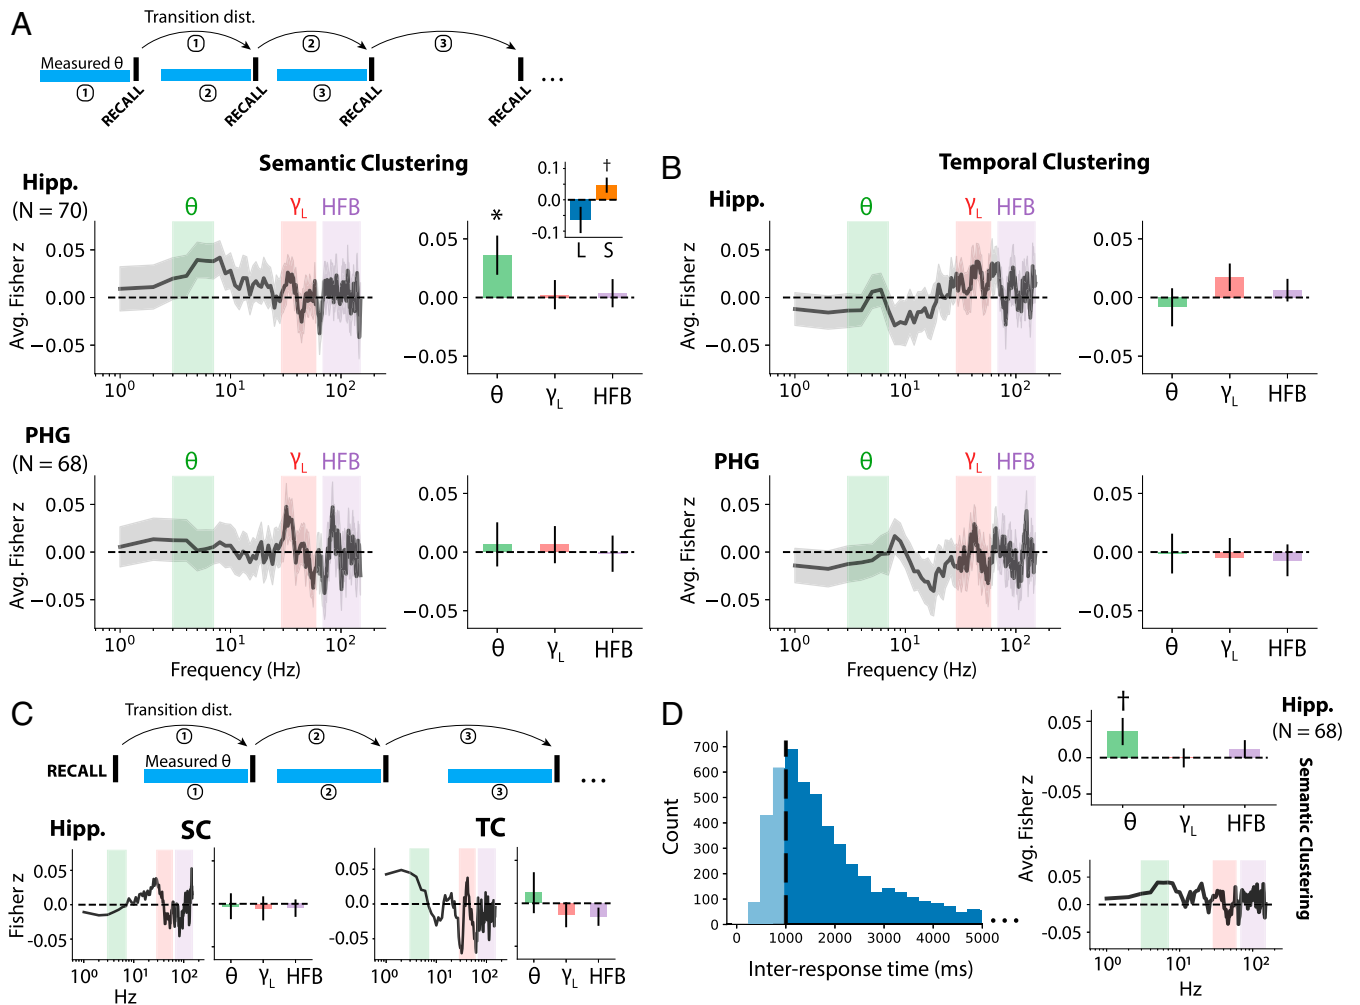 A
Transition dist.
① ② ③
Measured θ
① ② ③
RECALL RECALL RECALL RECALL ...
Semantic Clustering
Hipp.
(N = 70)
θ γL HFB
Avg. Fisher z
0.05
0.00
−0.05
10⁰ 10¹ 10²
0.05
0.00
−0.05
*
θ γL HFB
0.1
0.0
-0.1
†
L S
PHG
(N = 68)
θ γL HFB
Avg. Fisher z
0.05
0.00
−0.05
10⁰ 10¹ 10²
Frequency (Hz)
0.05
0.00
−0.05
θ γL HFB
B
Temporal Clustering
Hipp.
θ γL HFB
Avg. Fisher z
0.05
0.00
−0.05
10⁰ 10¹ 10²
0.05
0.00
−0.05
θ γL HFB
PHG
θ γL HFB
Avg. Fisher z
0.05
0.00
−0.05
10⁰ 10¹ 10²
Frequency (Hz)
0.05
0.00
−0.05
θ γL HFB
C
Transition dist.
① ② ③
RECALL
Measured θ
① ② ③
...
Hipp.
SC
Fisher z
0.05
0.0
-0.05
10⁰ 10¹ 10²
Hz
θ γL HFB
TC
0.05
0.0
-0.05
10⁰ 10¹ 10²
θ γL HFB
D
Count
700
600
500
400
300
200
100
0
0 1000 2000 3000 4000 5000 ...
Inter-response time (ms)
†
Hipp.
(N = 68)
0.05
0.0
-0.05
θ γL HFB
Avg. Fisher z
Semantic Clustering
0.05
0.0
-0.05
10⁰ 10¹ 10²
Hz